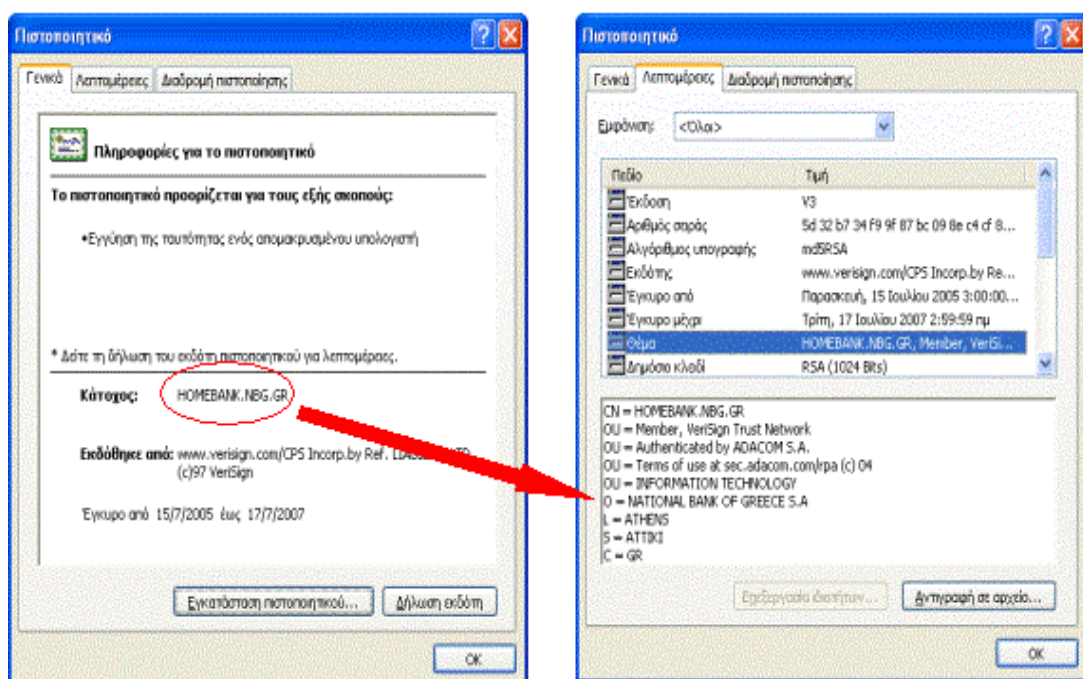 Πιστοποιητικό
Γενικά Λεπτομέρειες Διαδρομή πιστοποίησης
Πληροφορίες για το πιστοποιητικό
Το πιστοποιητικό προορίζεται για τους εξής σκοπούς:
•Εγγύηση της ταυτότητας ενός απομακρυσμένου υπολογιστή
* Δείτε τη δήλωση του εκδότη πιστοποιητικού για λεπτομέρειες.
Κάτοχος: HOMEBANK.NBG.GR
Εκδόθηκε από: www.verisign.com/CPS Incorp.by Ref.
(c)97 VeriSign
Έγκυρο από 15/7/2005 έως 17/7/2007
Εγκατάσταση πιστοποιητικού... Δήλωση εκδότη
OK
Πιστοποιητικό
Γενικά Λεπτομέρειες Διαδρομή πιστοποίησης
Εμφάνιση: <Όλοι>
Πεδίο Τιμή
Έκδοση V3
Αριθμός σειράς 5d 32 b7 34 f9 9f 87 bc 09 8e c4 cf 8...
Αλγόριθμος υπογραφής md5RSA
Εκδότης www.verisign.com/CPS Incorp.by Re...
Έγκυρο από Παρασκευή, 15 Ιουλίου 2005 3:00:00...
Έγκυρο μέχρι Τρίτη, 17 Ιουλίου 2007 2:59:59 πμ
Θέμα HOMEBANK.NBG.GR, Member, VeriSi...
Δημόσιο κλειδί RSA (1024 Bits)
CN = HOMEBANK.NBG.GR
OU = Member, VeriSign Trust Network
OU = Authenticated by ADACOM S.A.
OU = Terms of use at sec.adacom.com/rpa (c) 04
OU = INFORMATION TECHNOLOGY
O = NATIONAL BANK OF GREECE S.A
L = ATHENS
S = ATTIKI
C = GR
Επεξεργασία ιδιοτήτων... Αντιγραφή σε αρχείο...
OK